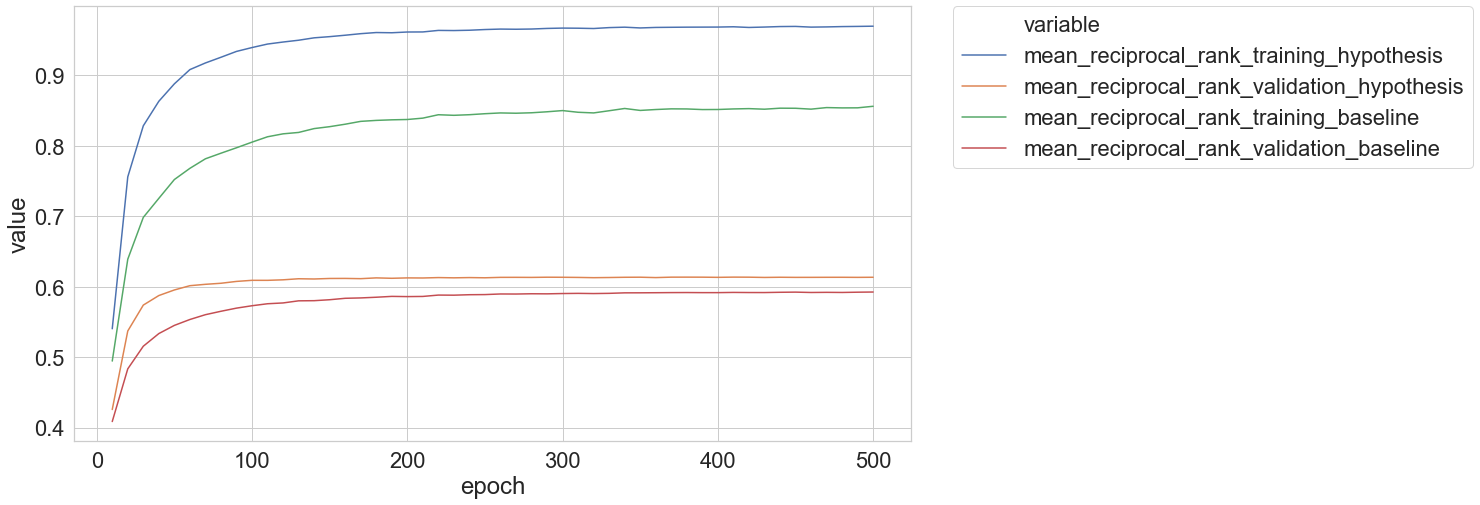 variable
mean_reciprocal_rank_training_hypothesis
mean_reciprocal_rank_validation_hypothesis
mean_reciprocal_rank_training_baseline
mean_reciprocal_rank_validation_baseline
value
0.9
0.8
0.7
0.6
0.5
0.4
0 100 200 300 400 500
epoch